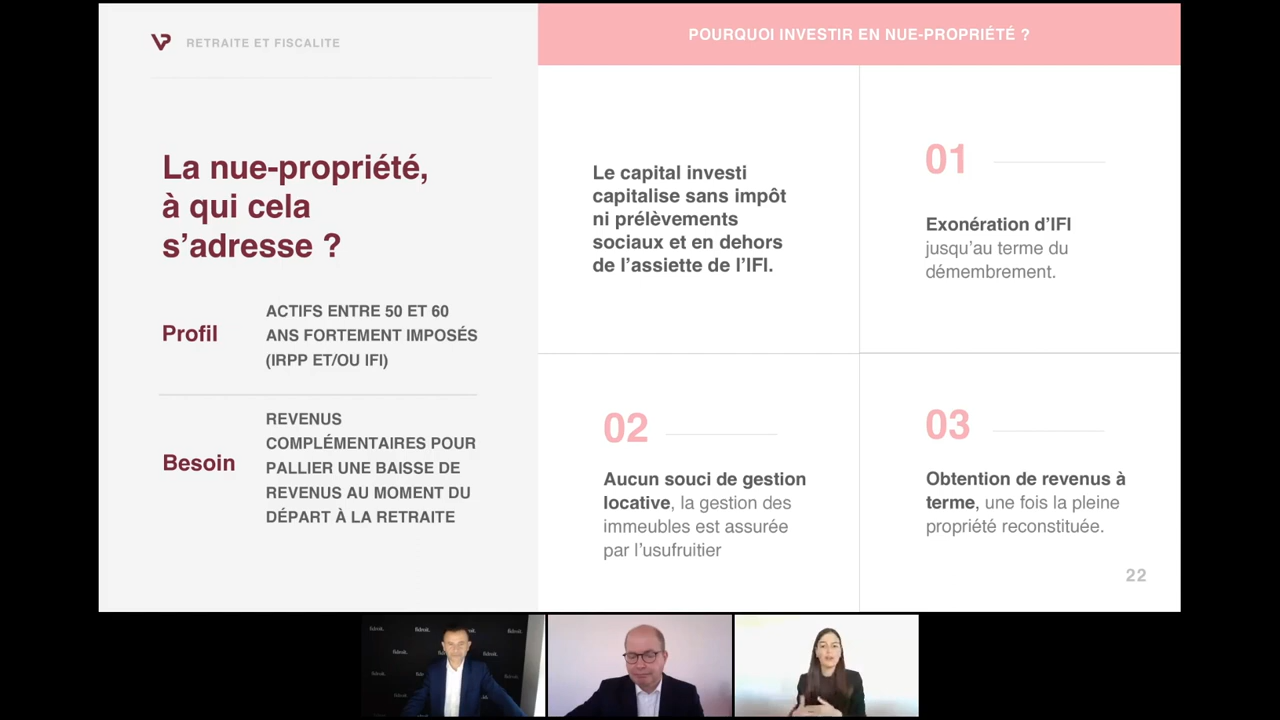 RETRAITE ET FISCALITE
POURQUOI INVESTIR EN NUE-PROPRIÉTÉ ?
La nue-propriété,
à qui cela
s’adresse ?
Profil
ACTIFS ENTRE 50 ET 60
ANS FORTEMENT IMPOSÉS
(IRPP ET/OU IFI)
Besoin
REVENUS
COMPLÉMENTAIRES POUR
PALLIER UNE BAISSE DE
REVENUS AU MOMENT DU
DÉPART À LA RETRAITE
Le capital investi
capitalise sans impôt
ni prélèvements
sociaux et en dehors
de l’assiette de l’IFI.
01
Exonération d’IFI
jusqu’au terme du
démembrement.
02
Aucun souci de gestion
locative, la gestion des
immeubles est assurée
par l’usufruitier
03
Obtention de revenus à
terme, une fois la pleine
propriété reconstituée.
22